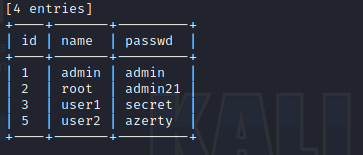 [4 entries]
+----+-------+---------+
| id | name | passwd |
+----+-------+---------+
| 1 | admin | admin |
| 2 | root | admin21 |
| 3 | user1 | secret |
| 5 | user2 | azerty |
+----+-------+---------+
KALI